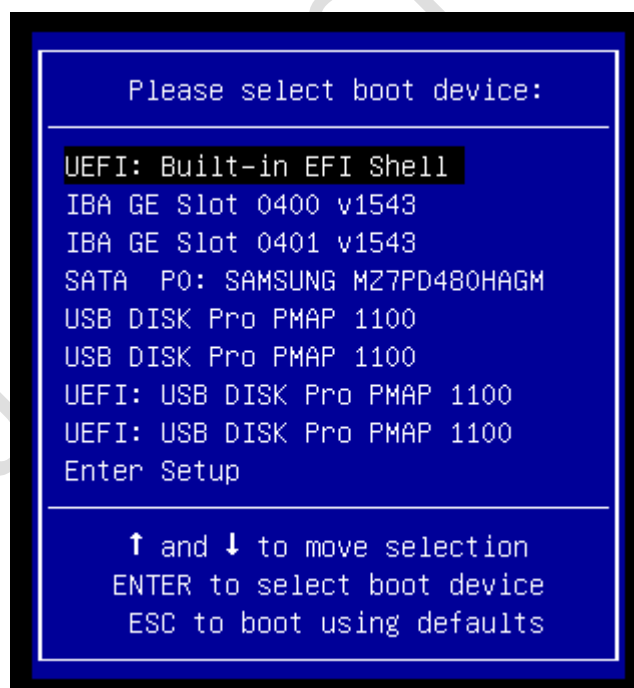 Please select boot device:
UEFI: Built-in EFI Shell
IBA GE Slot 0400 v1543
IBA GE Slot 0401 v1543
SATA  P0: SAMSUNG MZ7PD480HAGM
USB DISK Pro PMAP 1100
USB DISK Pro PMAP 1100
UEFI: USB DISK Pro PMAP 1100
UEFI: USB DISK Pro PMAP 1100
Enter Setup
↑ and ↓ to move selection
ENTER to select boot device
ESC to boot using defaults